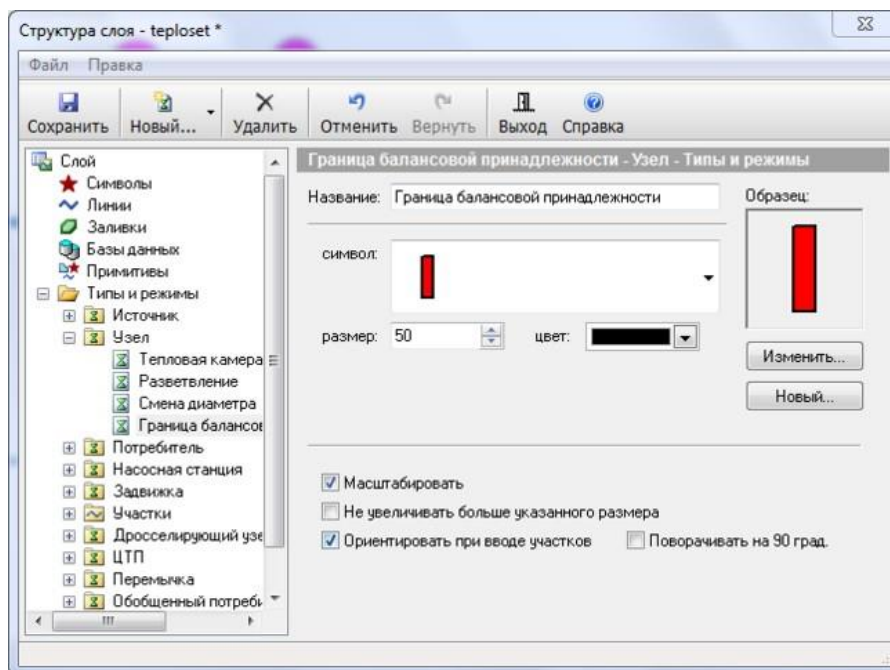 Структура слоя - teploset *
Файл Правка
Сохранить Новый... Удалить Отменить Вернуть Выход Справка
Слой
Символы
Линии
Заливки
Базы данных
Примитивы
Типы и режимы
Источник
Узел
Тепловая камера
Разветвление
Смена диаметра
Граница балансов
Потребитель
Насосная станция
Задвижка
Участки
Дросселирующий узе
ЦТП
Перемычка
Обобщенный потреби
Граница балансовой принадлежности - Узел - Типы и режимы
Название: Граница балансовой принадлежности
Образец:
символ:
размер: 50 цвет:
Изменить...
Новый...
Масштабировать
Не увеличивать больше указанного размера
Ориентировать при вводе участков Поворачивать на 90 град.